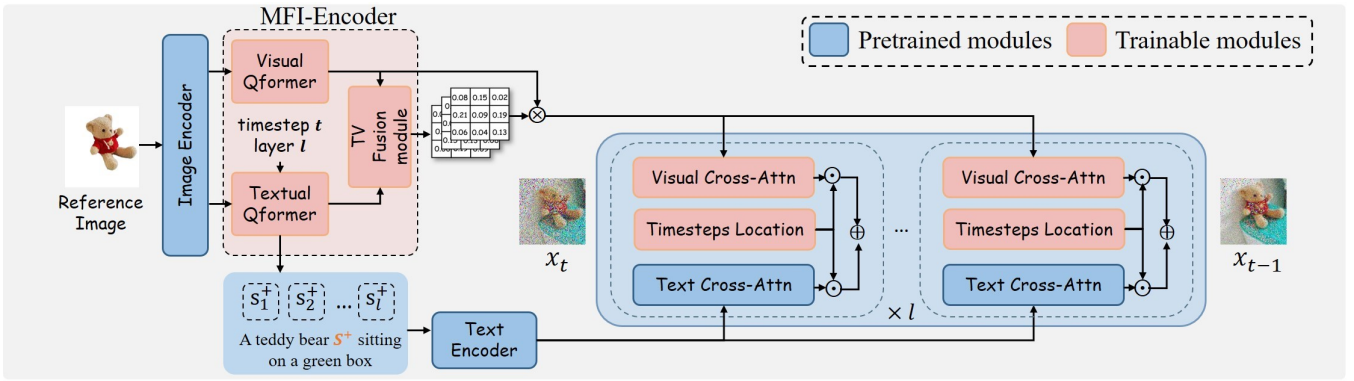 MFI-Encoder
Pretrained modules
Trainable modules
Reference
Image
Image Encoder
Visual
Qformer
timestep t
layer l
Textual
Qformer
TV
Fusion
module
0.08 0.15 0.02
0.21 0.09 0.19
0.06 0.04 0.13
S₁⁺ S₂⁺ ... Sₗ⁺
A teddy bear S⁺ sitting
on a green box
Text
Encoder
xₜ
Visual Cross-Attn
Timesteps Location
Text Cross-Attn
...
× l
Visual Cross-Attn
Timesteps Location
Text Cross-Attn
xₜ₋₁